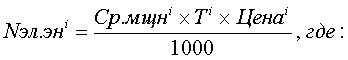 Nэл.энⁱ = Ср.мщнⁱ × Tⁱ × Ценаⁱ / 1000 , где :